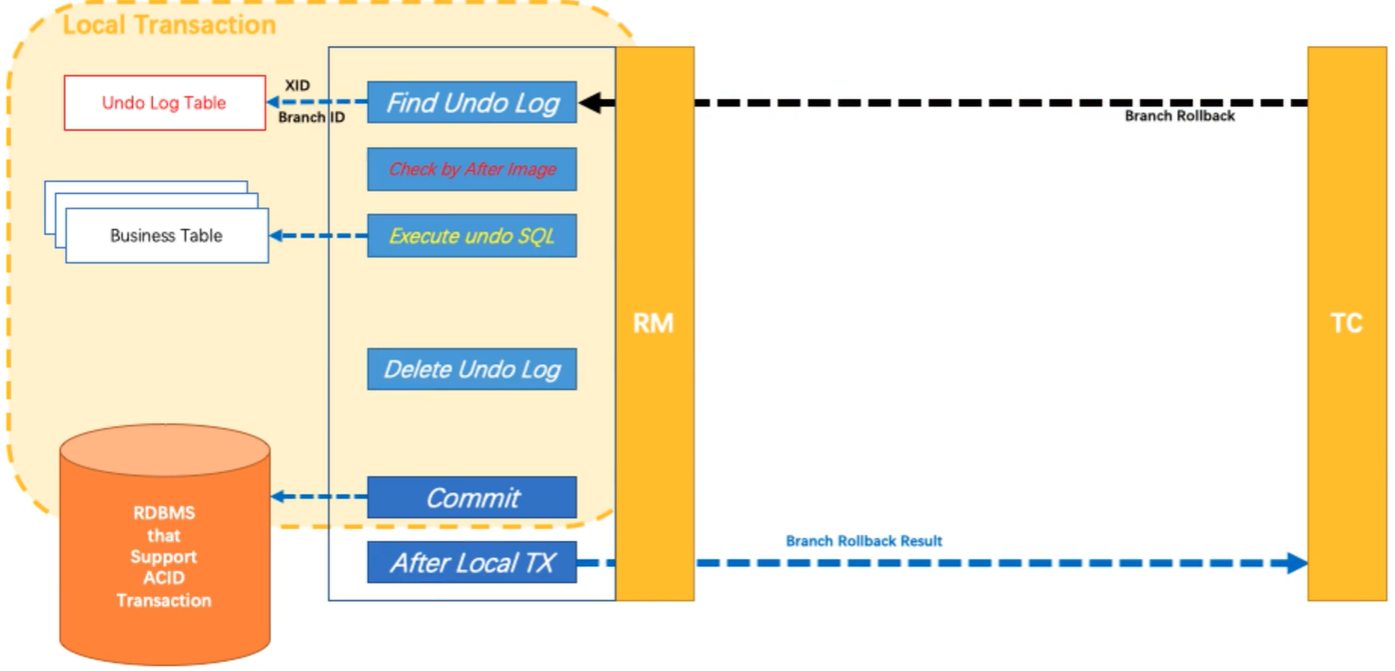 Local Transaction
Undo Log Table
XID
Branch ID
Find Undo Log
Branch Rollback
Check by After Image
Business Table
Execute undo SQL
RM
TC
Delete Undo Log
Commit
RDBMS
that
Support
ACID
Transaction
After Local TX
Branch Rollback Result